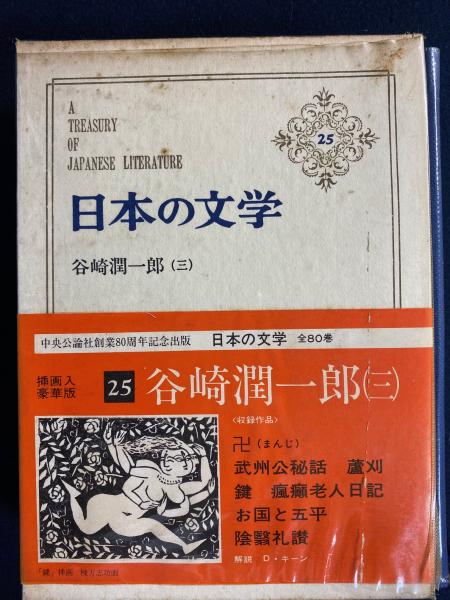 A
TREASURY
OF
JAPANESE LITERATURE
25
日本の文学
谷崎潤一郎(三)
中央公論社創業80周年記念出版 日本の文学 全80巻
挿画入
豪華版
25 谷崎潤一郎(三)
〈収録作品〉
卍(まんじ)
武州公秘話 蘆刈
鍵 瘋癲老人日記
お国と五平
陰翳礼讃
解説 D・キーン
「鍵」挿画 棟方志功画